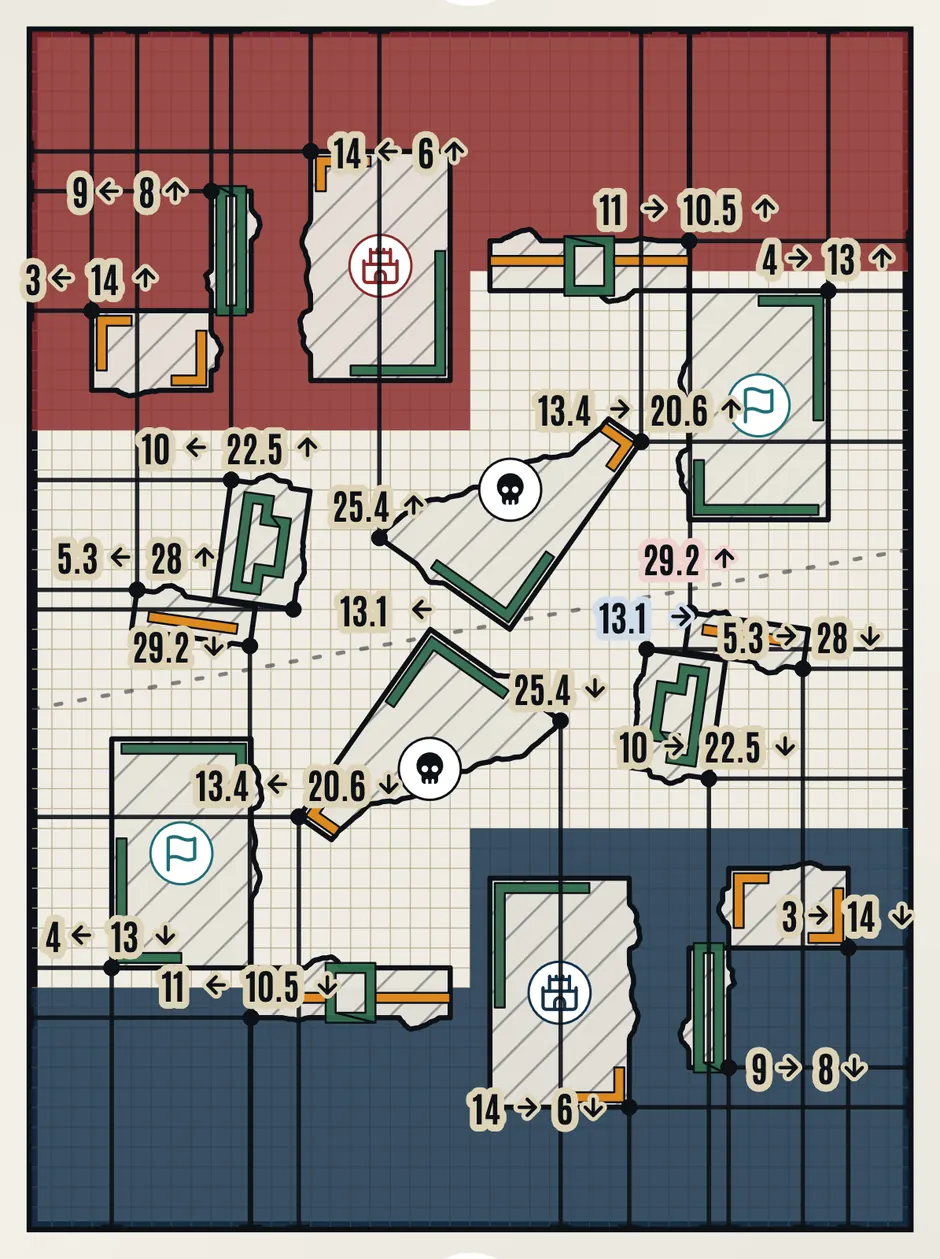 14 ← 6 ↑
9 ← 8 ↑
11 → 10.5 ↑
4 → 13 ↑
3 ← 14 ↑
13.4 → 20.6 ↑
10 ← 22.5 ↑
25.4 ↑
5.3 ← 28 ↑
29.2 ↑
13.1 ←
13.1 →
29.2 ↓
5.3 → 28 ↓
25.4 ↓
10 → 22.5 ↓
13.4 ← 20.6 ↓
3 → 14 ↓
4 ← 13 ↓
11 ← 10.5 ↓
9 → 8 ↓
14 → 6 ↓